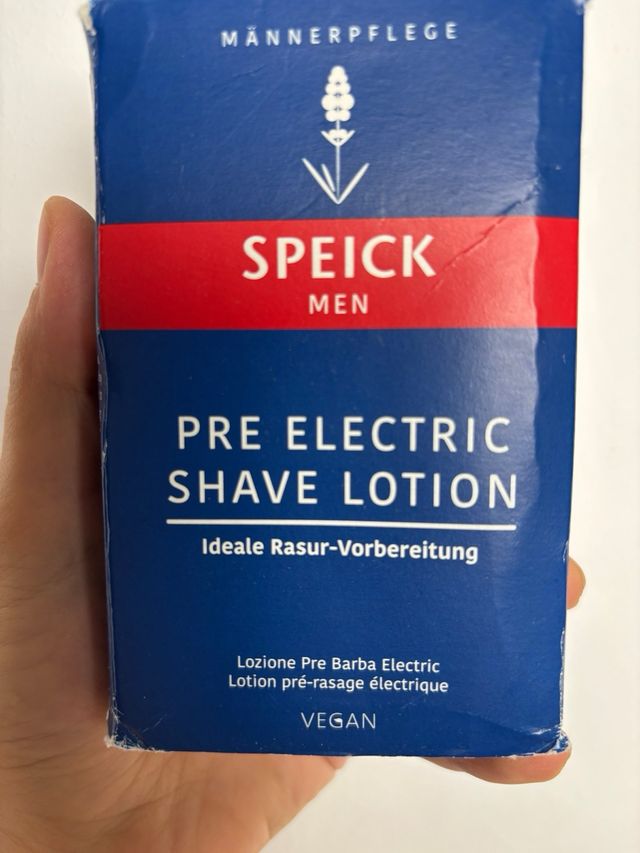 MÄNNERPFLEGE
SPEICK
MEN
PRE ELECTRIC
SHAVE LOTION
Ideale Rasur-Vorbereitung
Lozione Pre Barba Electric
Lotion pré-rasage électrique
VEGAN